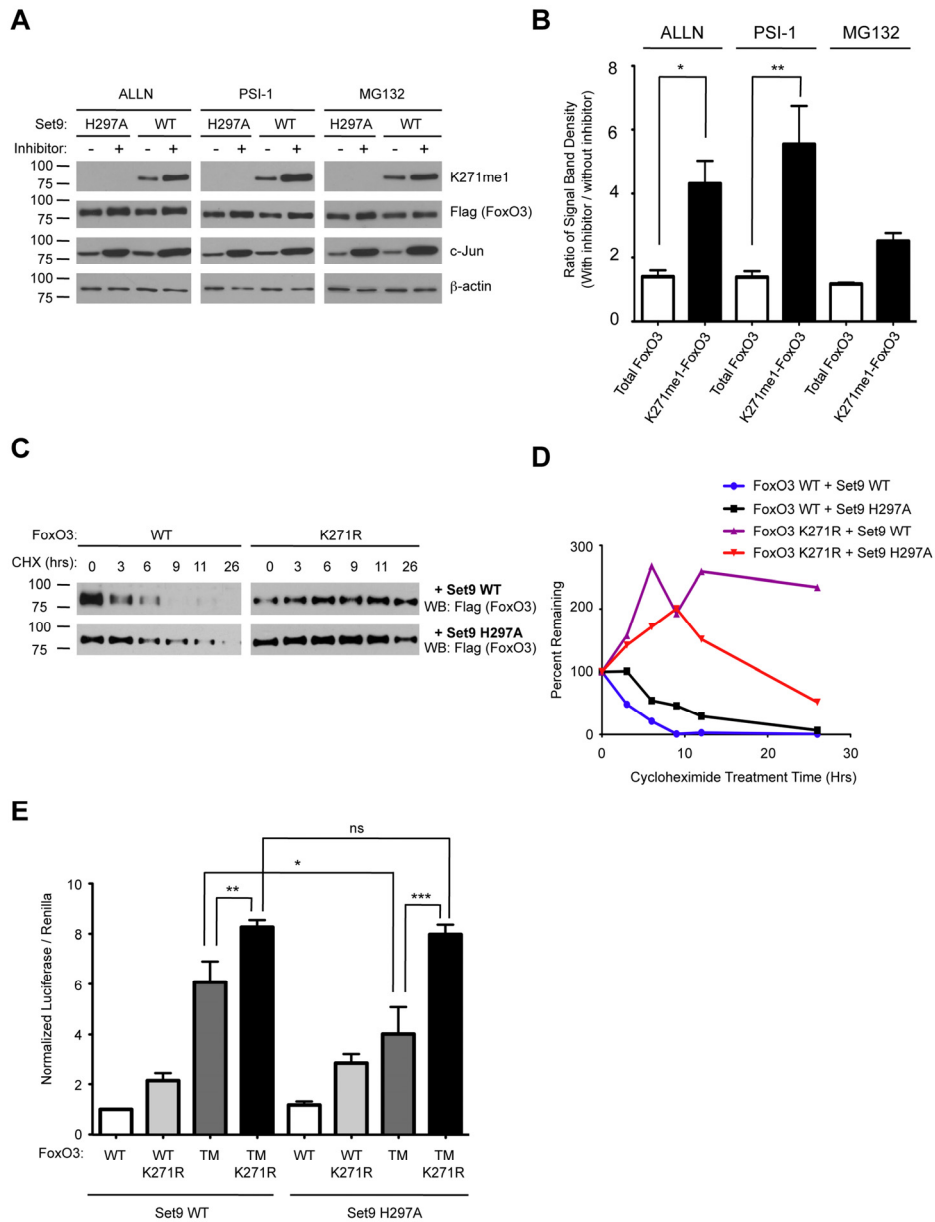 A
ALLN PSI-1 MG132
Set9: H297A WT H297A WT H297A WT
Inhibitor: - + - + - + - + - + - +
100
75
K271me1
100
75
Flag (FoxO3)
100
75
c-Jun
100
75
β-actin
B
ALLN PSI-1 MG132
* **
Ratio of Signal Band Density
(With inhibitor / without inhibitor)
8
6
4
2
0
Total FoxO3
K271me1-FoxO3
Total FoxO3
K271me1-FoxO3
Total FoxO3
K271me1-FoxO3
C
FoxO3: WT K271R
CHX (hrs): 0 3 6 9 11 26 0 3 6 9 11 26
100
75
+ Set9 WT
WB: Flag (FoxO3)
100
75
+ Set9 H297A
WB: Flag (FoxO3)
D
FoxO3 WT + Set9 WT
FoxO3 WT + Set9 H297A
FoxO3 K271R + Set9 WT
FoxO3 K271R + Set9 H297A
Percent Remaining
300
200
100
0
0 10 20 30
Cycloheximide Treatment Time (Hrs)
E
ns
*
** ***
Normalized Luciferase / Renilla
10
8
6
4
2
0
FoxO3: WT WT K271R TM TM K271R WT WT K271R TM TM K271R
Set9 WT Set9 H297A